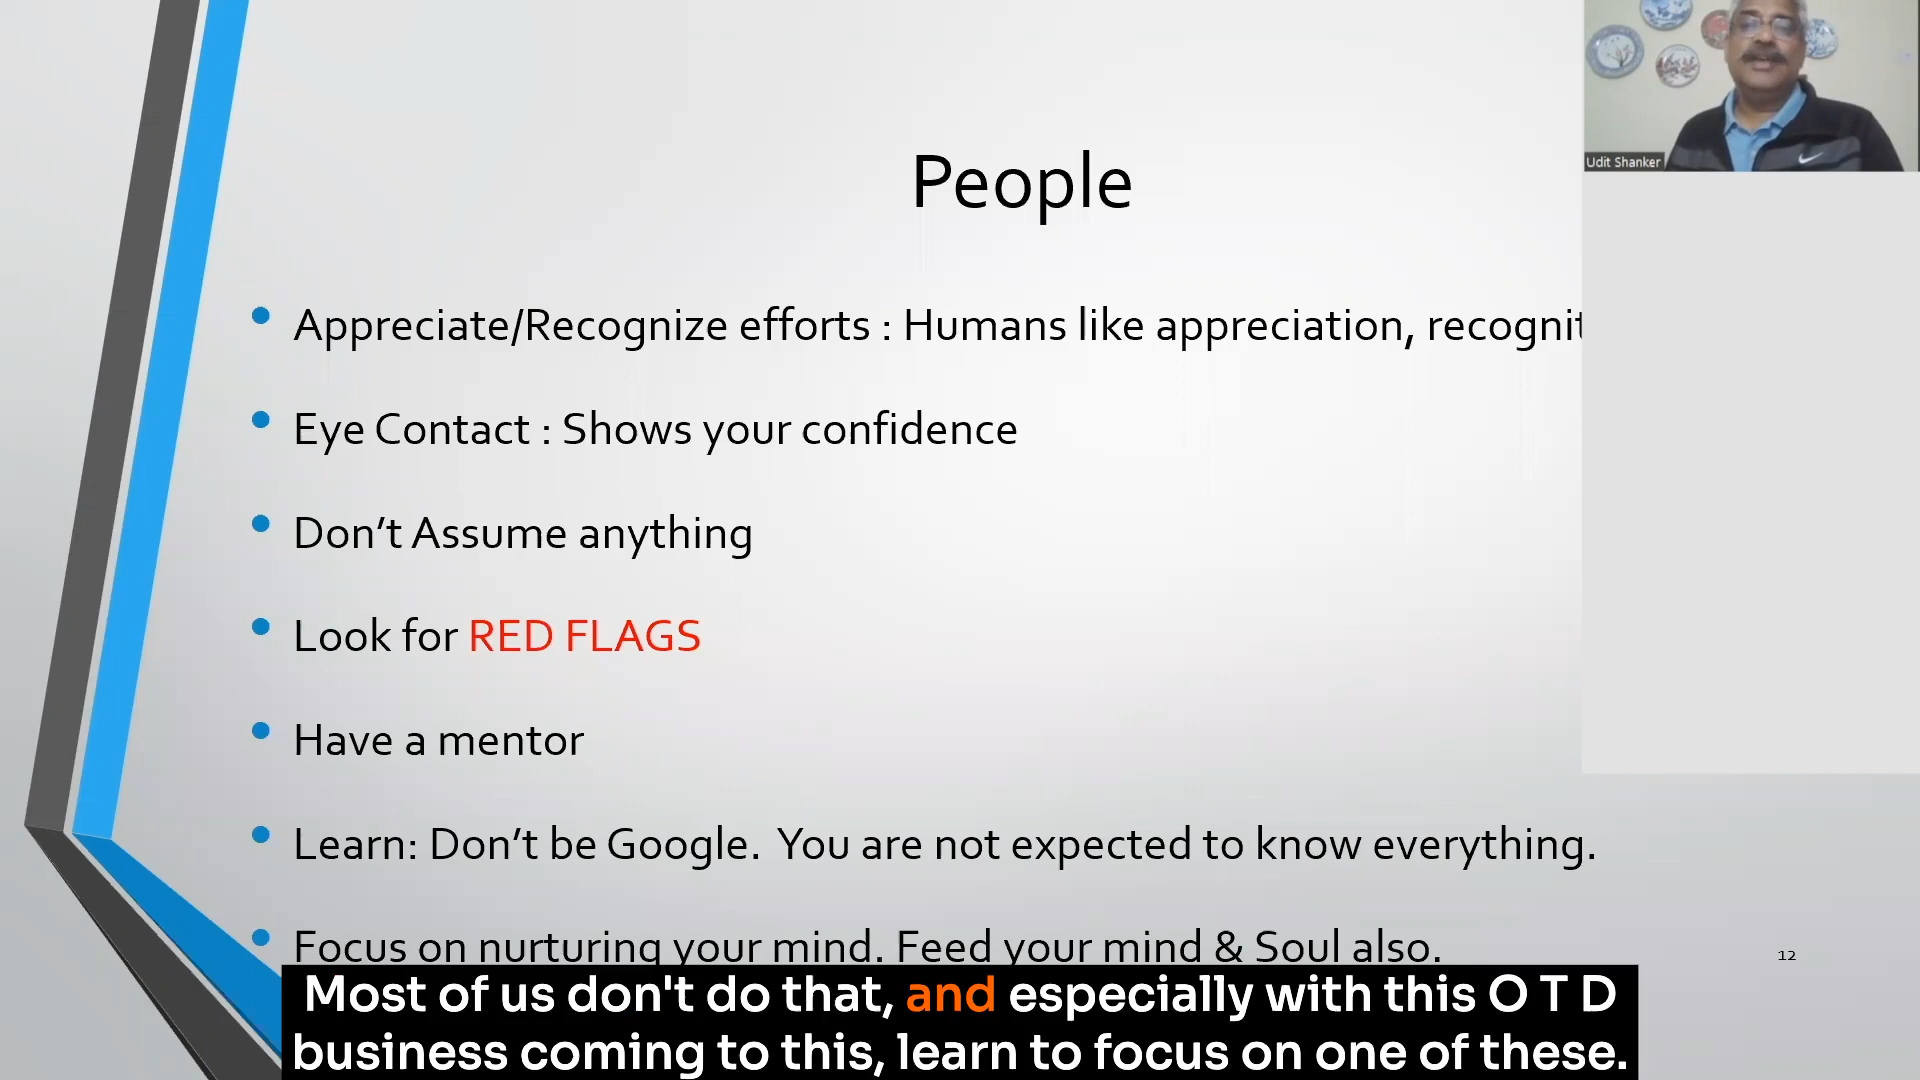 Udit Shanker
People
• Appreciate/Recognize efforts : Humans like appreciation,
• Eye Contact : Shows your confidence
• Don’t Assume anything
• Look for RED FLAGS
• Have a mentor
• Learn: Don’t be Google. You are not expected to know everything.
• Focus on nurturing your mind. Feed your mind & Soul also.
12
Most of us don't do that, and especially with this O T D
business coming to this, learn to focus on one of these.